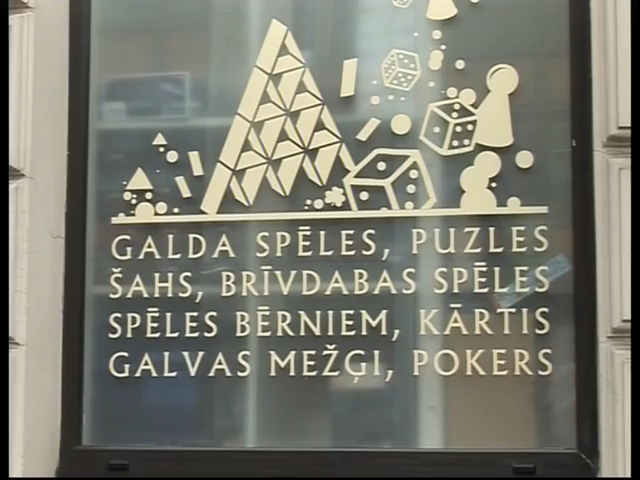 GALDA SPĒLES, PUZLES
ŠAHS, BRĪVDABAS SPĒLES
SPĒLES BĒRNIEM, KĀRTIS
GALVAS MEŽĢI, POKERS